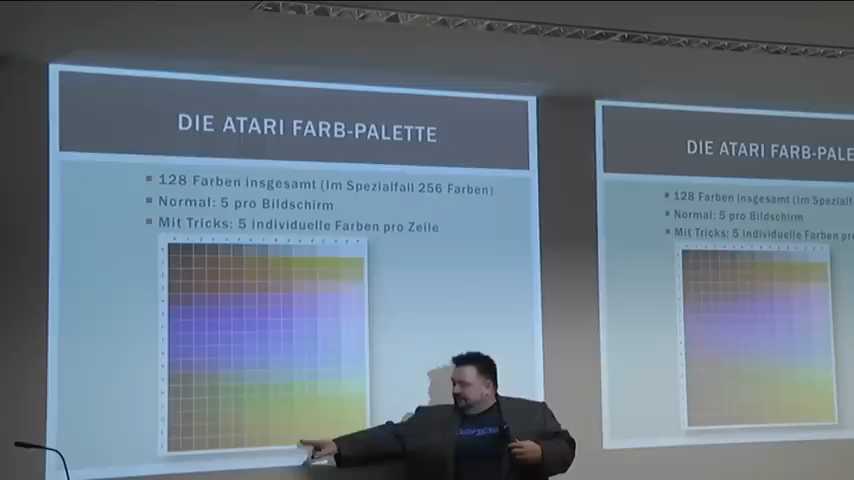 DIE ATARI FARB-PALETTE
128 Farben insgesamt (Im Spezialfall 256 Farben)
Normal: 5 pro Bildschirm
Mit Tricks: 5 individuelle Farben pro Zeile
DIE ATARI FARB-PALE
128 Farben insgesamt (Im Spezialf
Normal: 5 pro Bildschirm
Mit Tricks: 5 individuelle Farben pr